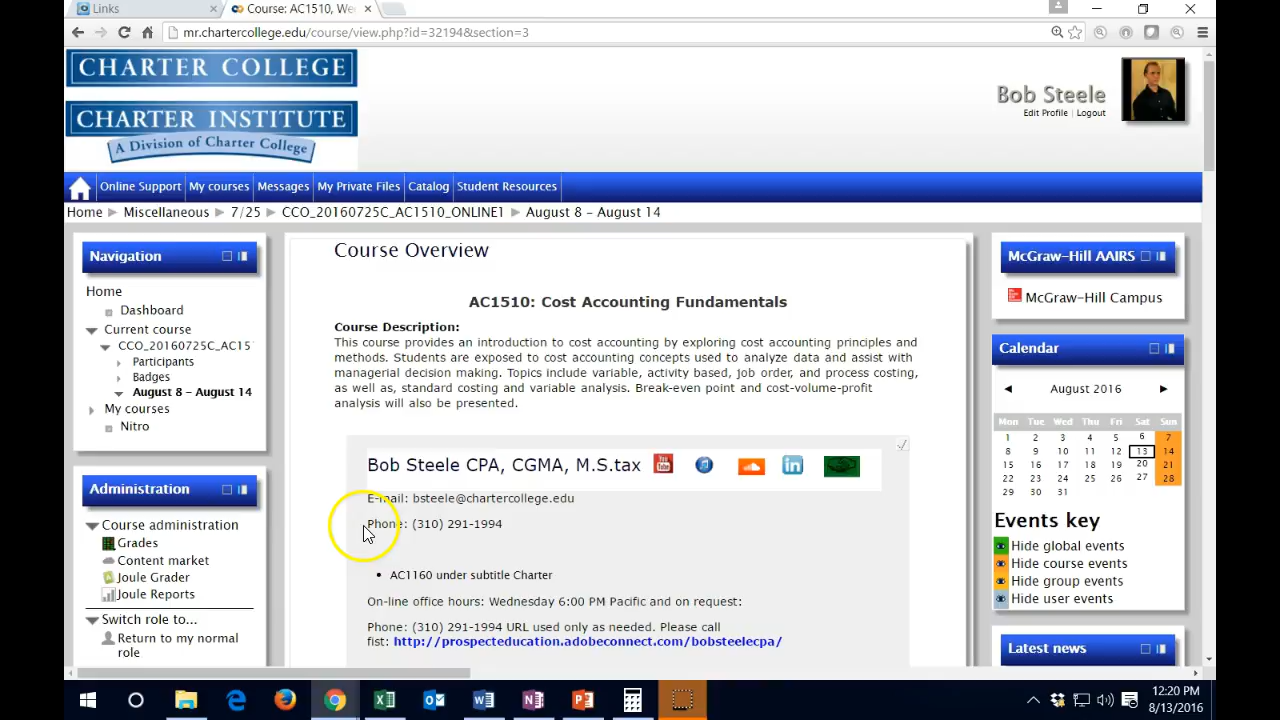 Links
Course: AC1510, We
mr.chartercollege.edu/course/view.php?id=32194&section=3
CHARTER COLLEGE
CHARTER INSTITUTE
A Division of Charter College
Bob Steele
Edit Profile | Logout
Online Support My courses Messages My Private Files Catalog Student Resources
Home Miscellaneous 7/25 CCO_20160725C_AC1510_ONLINE1 August 8 - August 14
Navigation
Home
Dashboard
Current course
CCO_20160725C_AC15
Participants
Badges
August 8 - August 14
My courses
Nitro
Administration
Course administration
Grades
Content market
Joule Grader
Joule Reports
Switch role to...
Return to my normal
role
Course Overview
AC1510: Cost Accounting Fundamentals
Course Description:
This course provides an introduction to cost accounting by exploring cost accounting principles and
methods. Students are exposed to cost accounting concepts used to analyze data and assist with
managerial decision making. Topics include variable, activity based, job order, and process costing,
as well as, standard costing and variable analysis. Break-even point and cost-volume-profit
analysis will also be presented.
Bob Steele CPA, CGMA, M.S.tax You Tube in
E-mail: bsteele@chartercollege.edu
Phone: (310) 291-1994
• AC1160 under subtitle Charter
On-line office hours: Wednesday 6:00 PM Pacific and on request:
Phone: (310) 291-1994 URL used only as needed. Please call
fist: http://prospecteducation.adobeconnect.com/bobsteelecpa/
McGraw-Hill AAIRS
McGraw-Hill Campus
Calendar
August 2016
Mon Tue Wed Thu Fri Sat Sun
1 2 3 4 5 6 7
8 9 10 11 12 13 14
15 16 17 18 19 20 21
22 23 24 25 26 27 28
29 30 31
Events key
Hide global events
Hide course events
Hide group events
Hide user events
Latest news
12:20 PM
8/13/2016